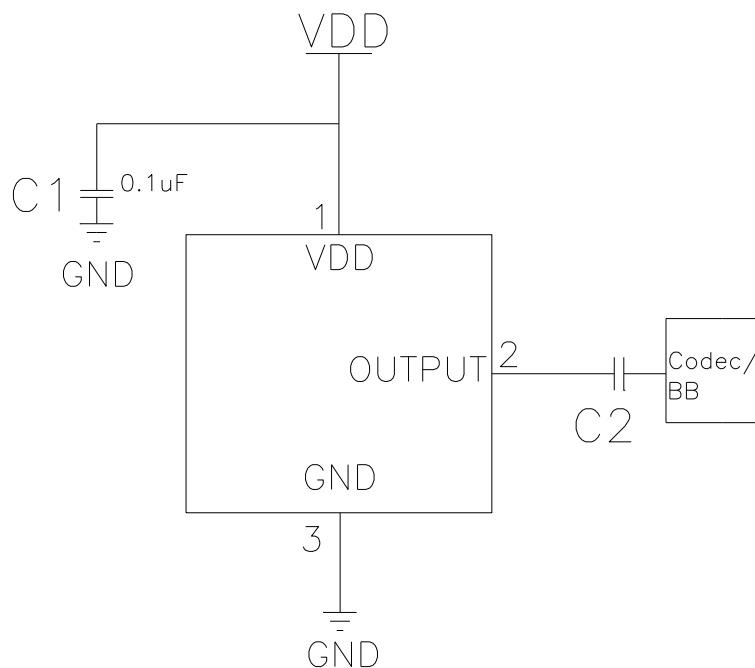 VDD
C1
0.1uF
GND
1
VDD
OUTPUT
2
C2
Codec/
BB
GND
3
GND